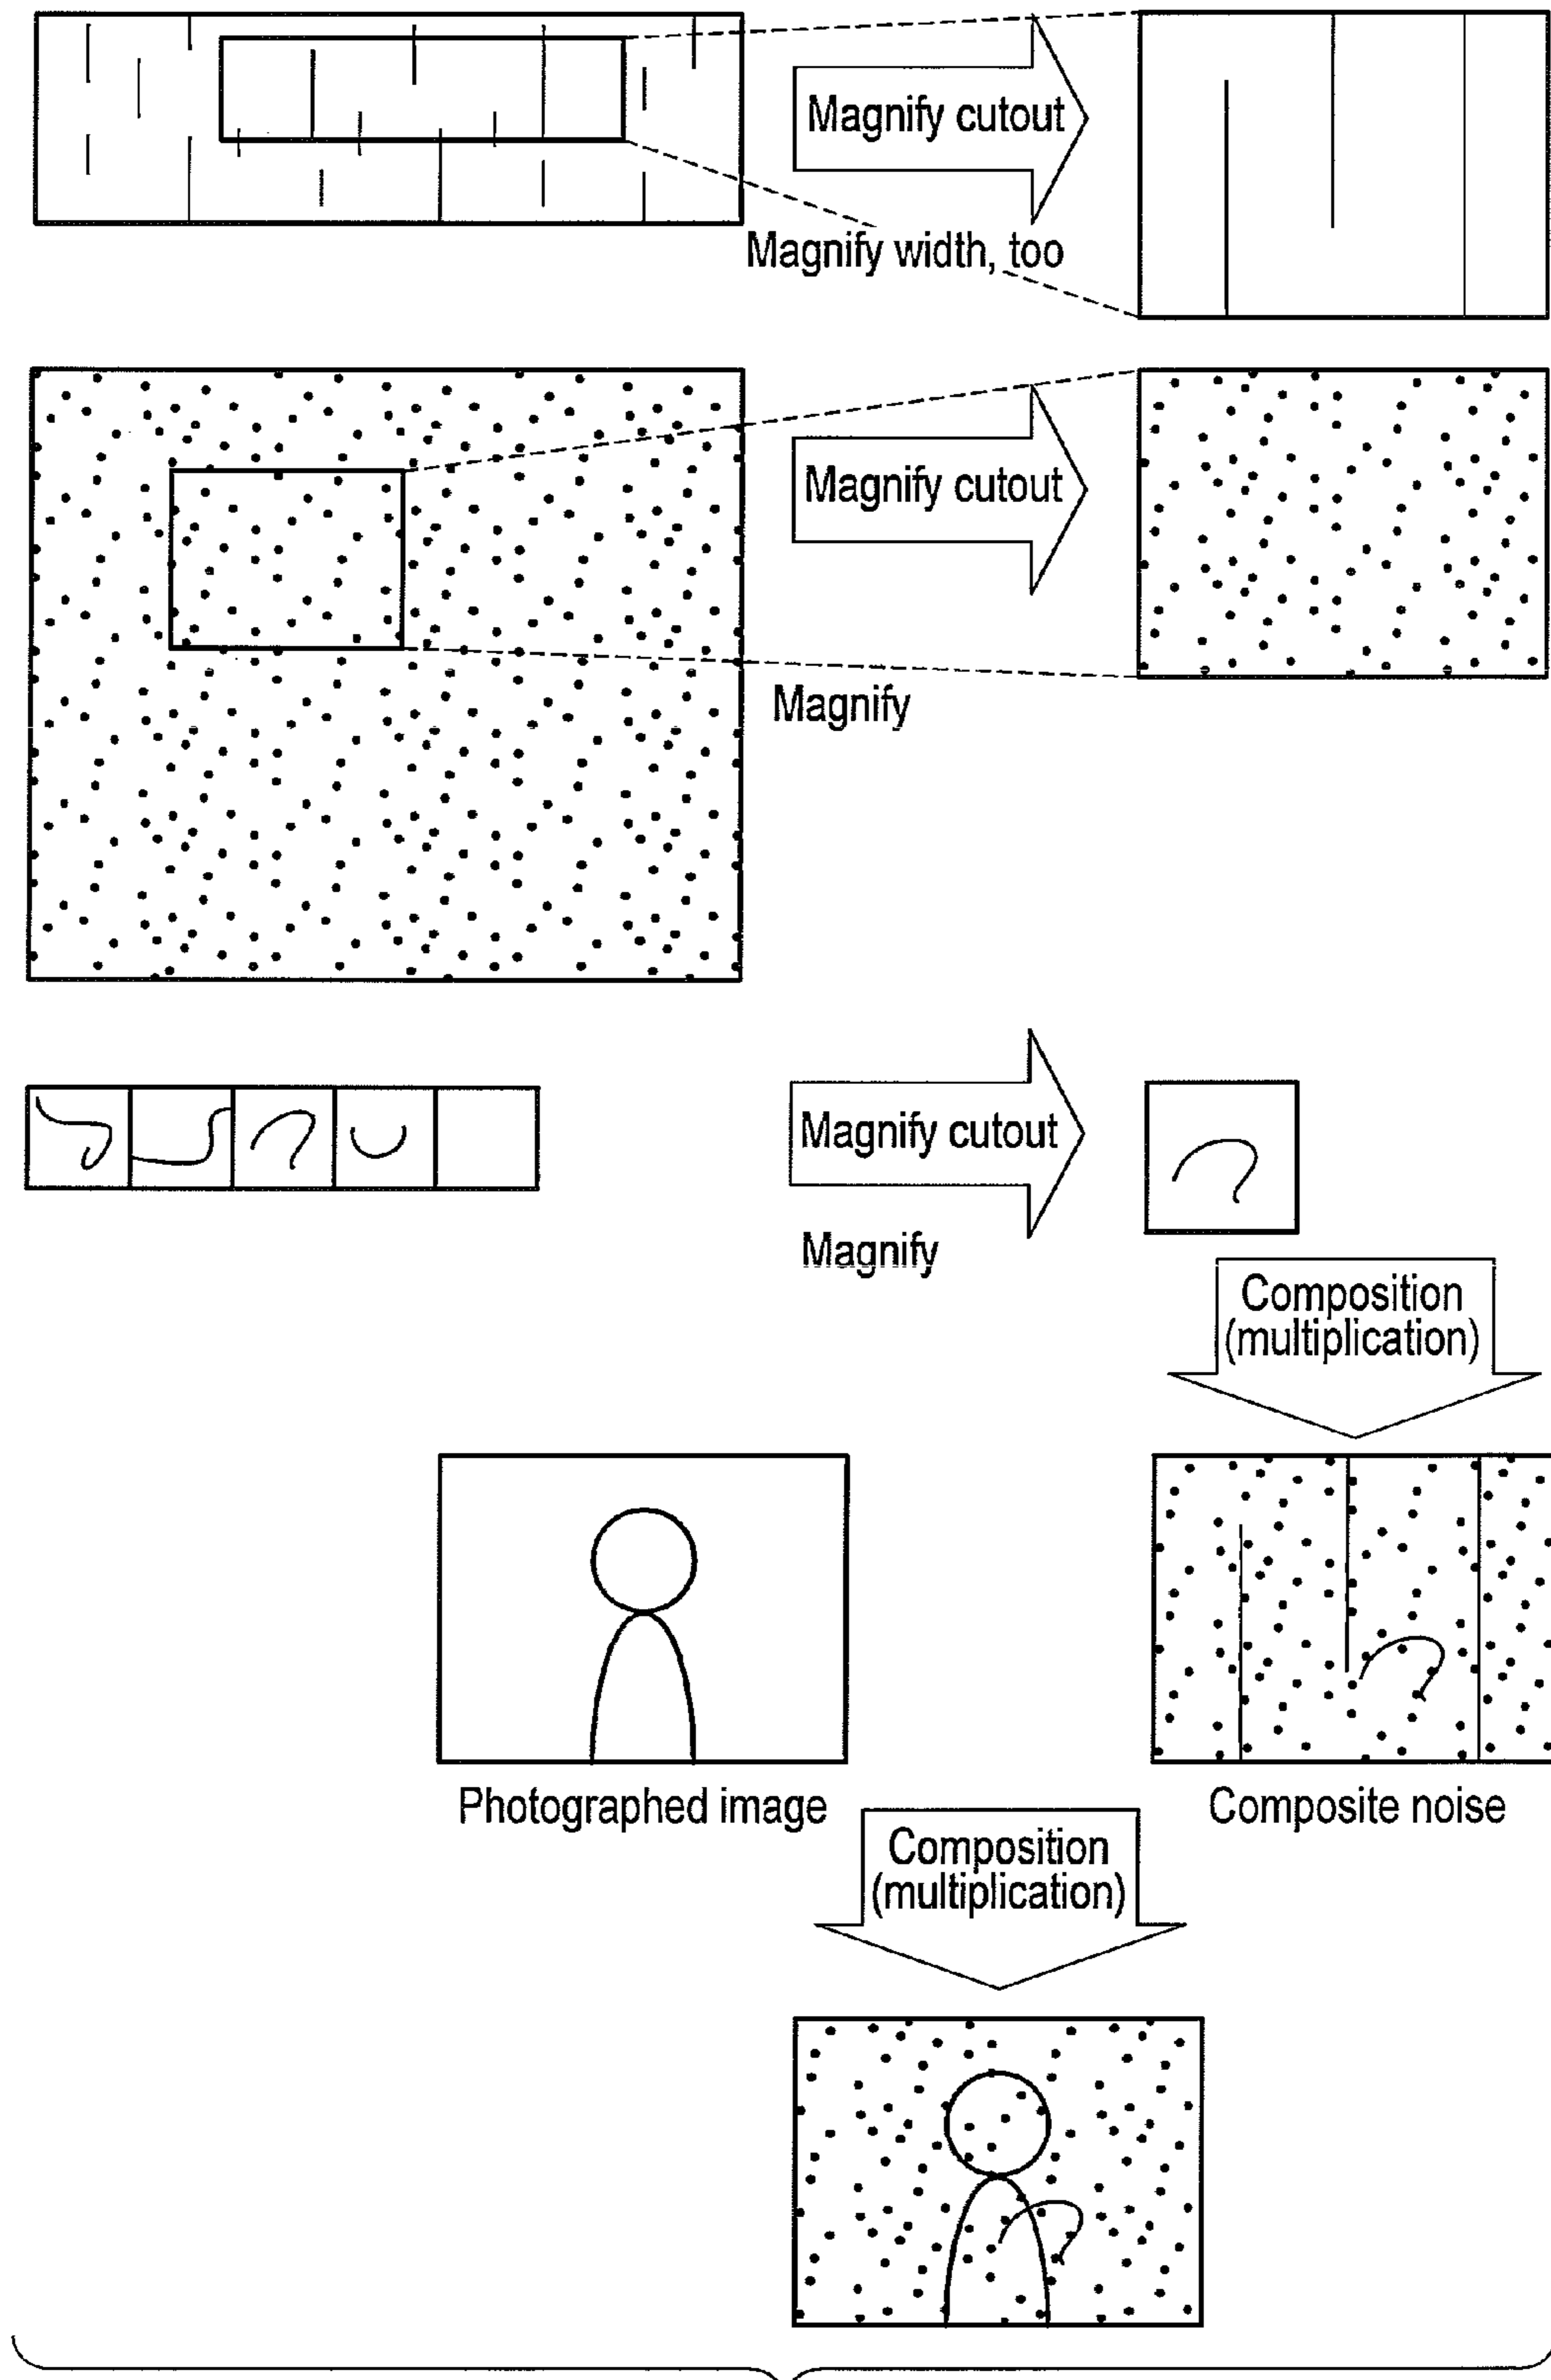 Magnify cutout
Magnify width, too
Magnify cutout
Magnify
Magnify cutout
Magnify
Composition
(multiplication)
Photographed image
Composite noise
Composition
(multiplication)